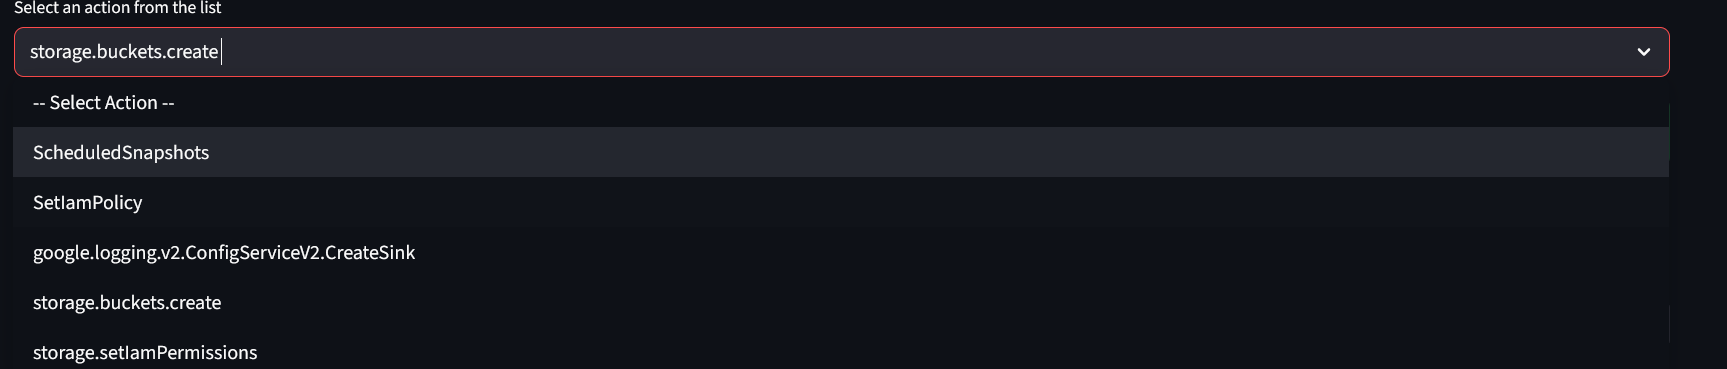 Select an action from the list
storage.buckets.create
-- Select Action --
ScheduledSnapshots
SetIamPolicy
google.logging.v2.ConfigServiceV2.CreateSink
storage.buckets.create
storage.setIamPermissions